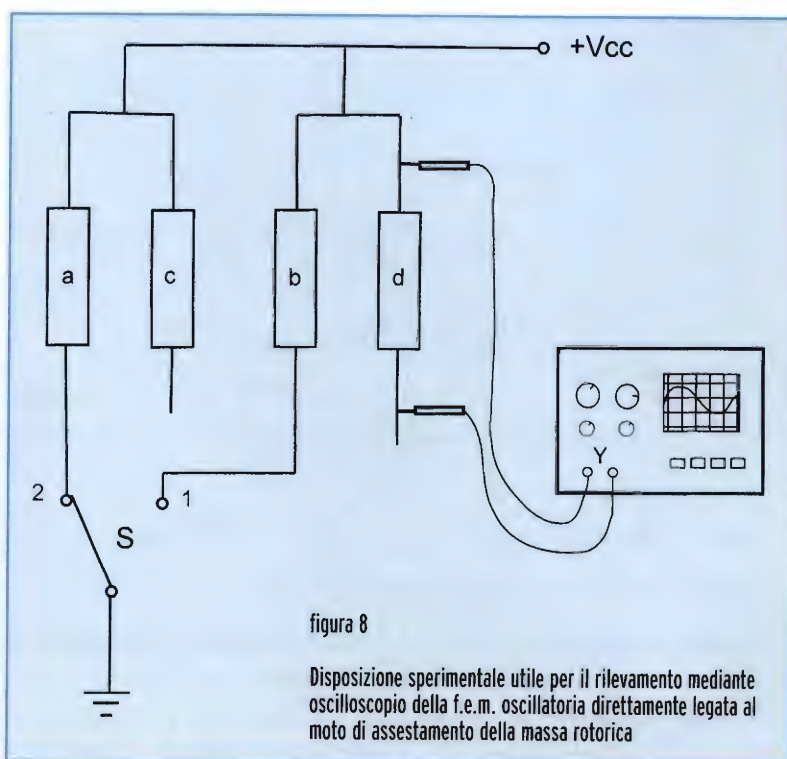 +Vcc
a
c
b
d
2
1
S
Y
figura 8
Disposizione sperimentale utile per il rilevamento mediante
oscilloscopio della f.e.m. oscillatoria direttamente legata al
moto di assestamento della massa rotorica